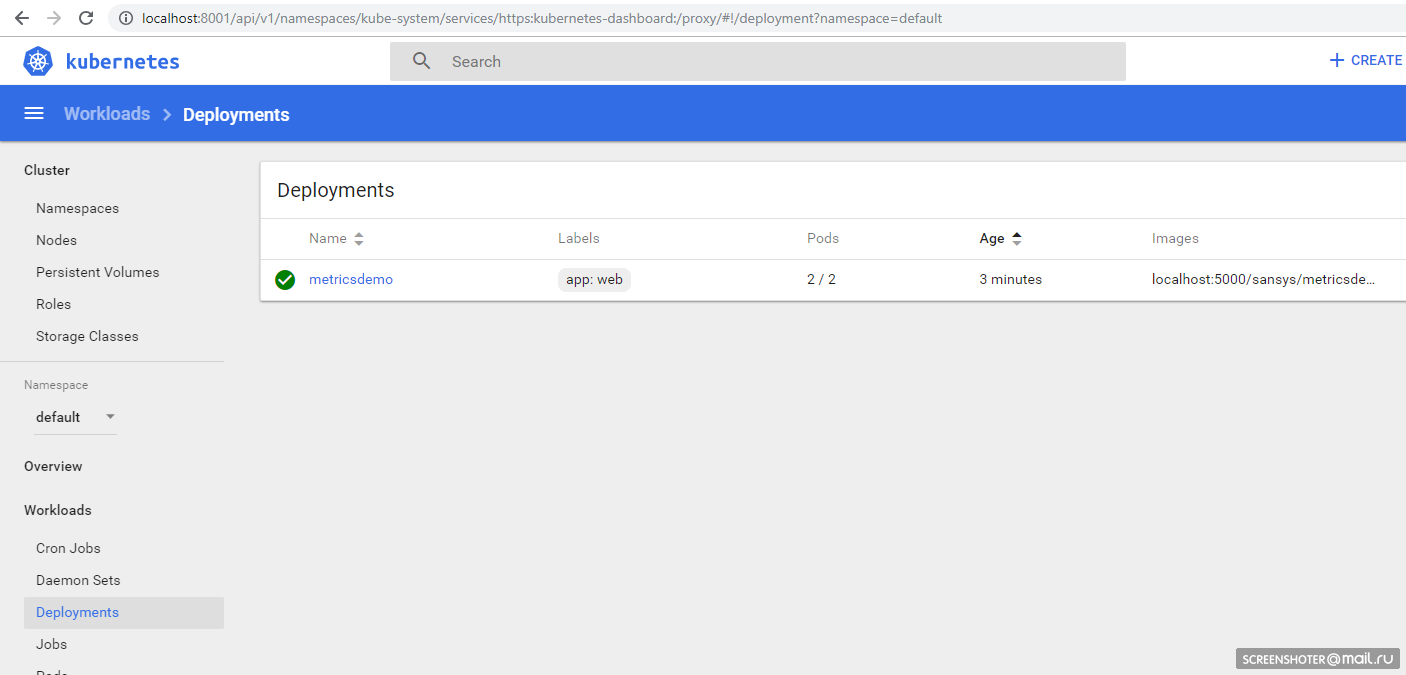 localhost:8001/api/v1/namespaces/kube-system/services/https:kubernetes-dashboard:/proxy/#!/deployment?namespace=default
kubernetes
Search
+ CREATE
Workloads > Deployments
Cluster
Namespaces
Nodes
Persistent Volumes
Roles
Storage Classes
Namespace
default
Overview
Workloads
Cron Jobs
Daemon Sets
Deployments
Jobs
Deployments
Name Labels Pods Age Images
metricsdemo app: web 2 / 2 3 minutes localhost:5000/sansys/metricsde...
SCREENSHOTER@mail.ru